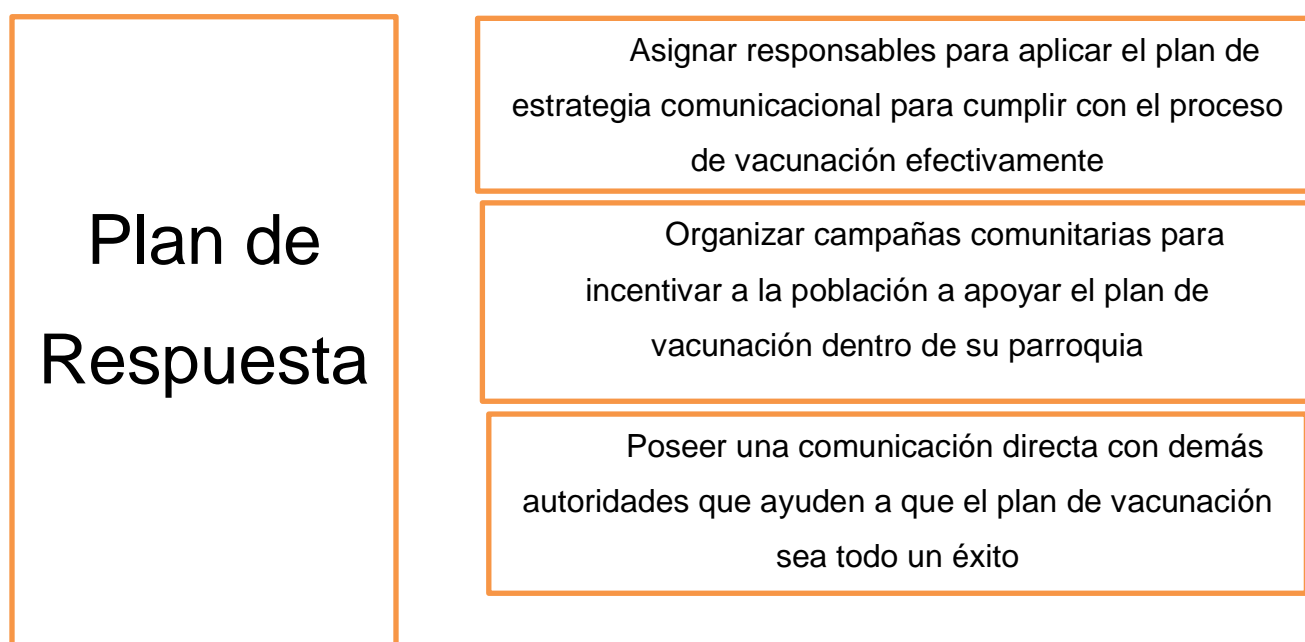 Plan de
Respuesta
Asignar responsables para aplicar el plan de
estrategia comunicacional para cumplir con el proceso
de vacunación efectivamente
Organizar campañas comunitarias para
incentivar a la población a apoyar el plan de
vacunación dentro de su parroquia
Poseer una comunicación directa con demás
autoridades que ayuden a que el plan de vacunación
sea todo un éxito